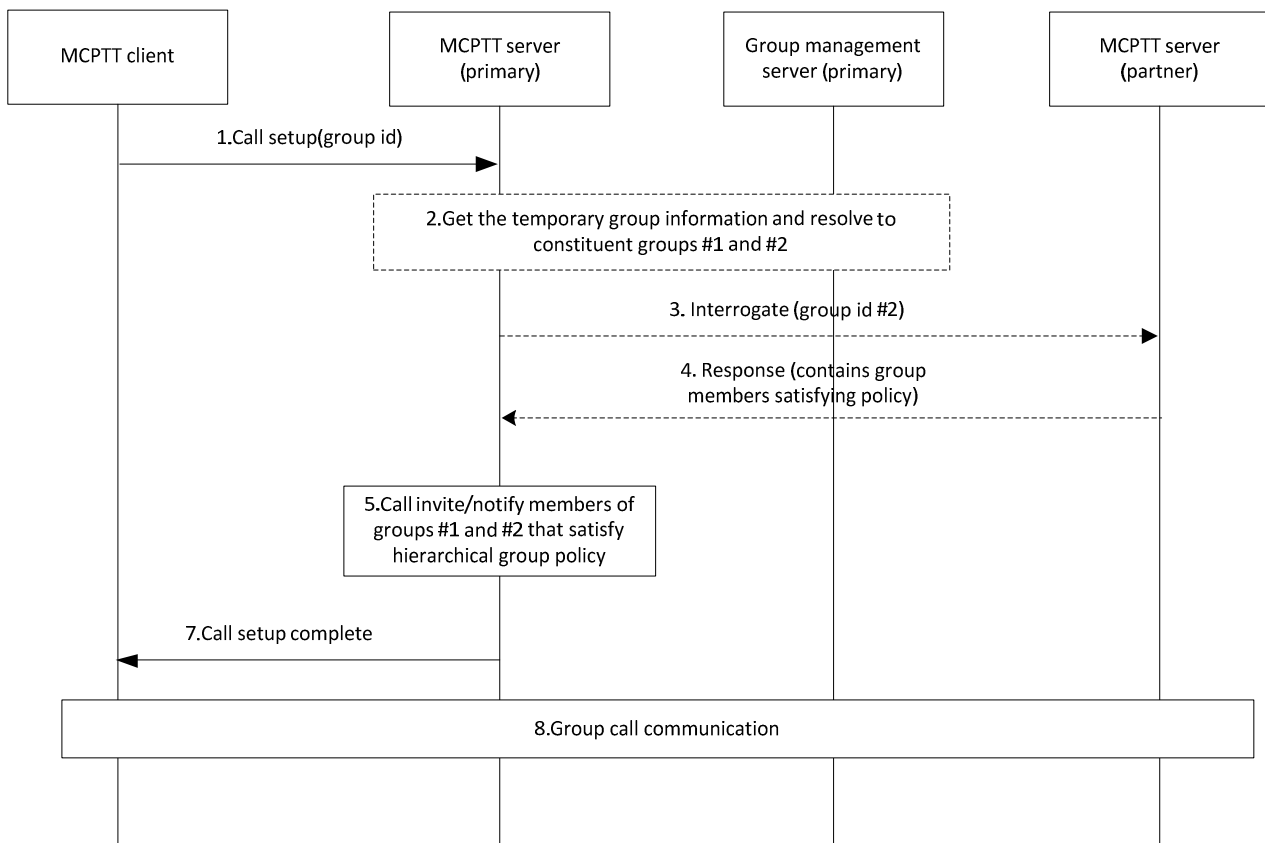 MCPTT client
MCPTT server
(primary)
Group management
server (primary)
MCPTT server
(partner)
1.Call setup(group id)
2.Get the temporary group information and resolve to
constituent groups #1 and #2
3. Interrogate (group id #2)
4. Response (contains group
members satisfying policy)
5.Call invite/notify members of
groups #1 and #2 that satisfy
hierarchical group policy
7.Call setup complete
8.Group call communication